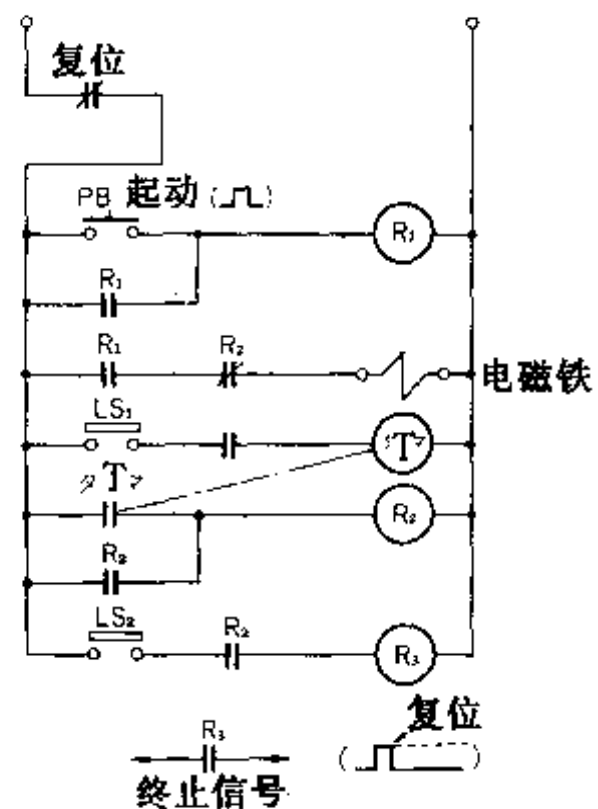 复位
PB 起动
R₁
R₁
R₁ R₂
电磁铁
LS₁
T
T
R₂
R₂
LS₂ R₂
R₃
R₃ 复位
终止信号